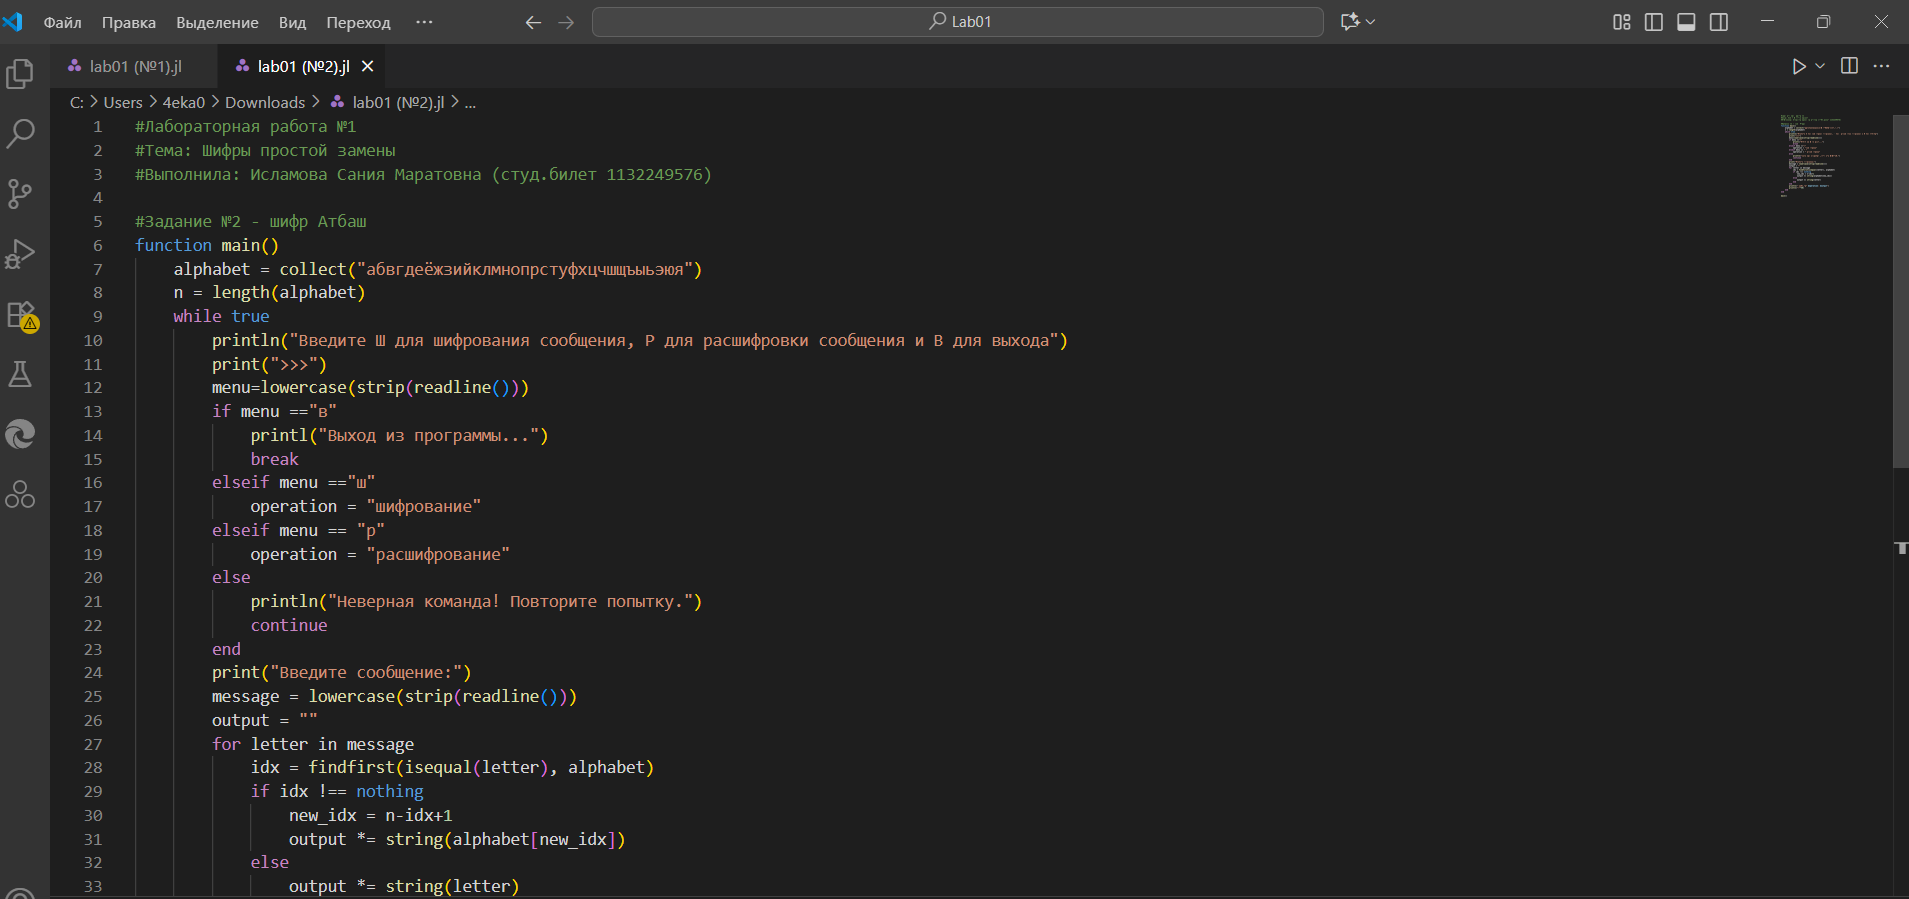 Файл Правка Выделение Вид Переход ··· Lab01
lab01 (№1).jl lab01 (№2).jl
C: > Users > 4eka0 > Downloads > lab01 (№2).jl > ...
1 #Лабораторная работа №1
2 #Тема: Шифры простой замены
3 #Выполнила: Исламова Сания Маратовна (студ.билет 1132249576)
4
5 #Задание №2 - шифр Атбаш
6 function main()
7 alphabet = collect("абвгдеёжзийклмнопрстуфхцчшщъыьэюя")
8 n = length(alphabet)
9 while true
10 println("Введите Ш для шифрования сообщения, Р для расшифровки сообщения и В для выхода")
11 print(">>>")
12 menu=lowercase(strip(readline()))
13 if menu =="в"
14 printl("Выход из программы...")
15 break
16 elseif menu =="ш"
17 operation = "шифрование"
18 elseif menu == "р"
19 operation = "расшифрование"
20 else
21 println("Неверная команда! Повторите попытку.")
22 continue
23 end
24 print("Введите сообщение:")
25 message = lowercase(strip(readline()))
26 output = ""
27 for letter in message
28 idx = findfirst(isequal(letter), alphabet)
29 if idx !== nothing
30 new_idx = n-idx+1
31 output *= string(alphabet[new_idx])
32 else
33 output *= string(letter)